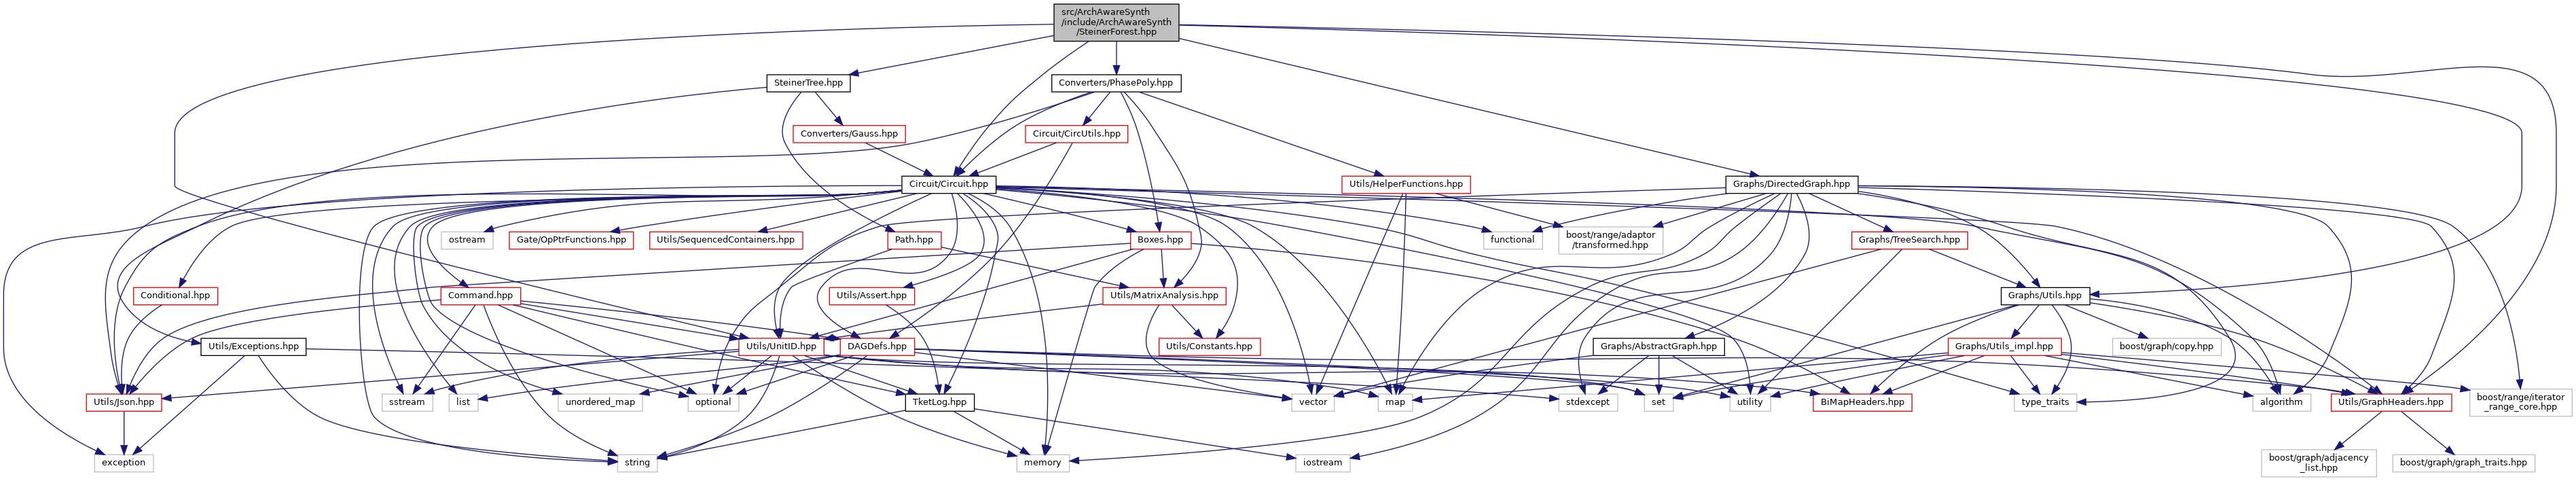 src/ArchAwareSynth
/include/ArchAwareSynth
/SteinerForest.hpp
SteinerTree.hpp
Converters/PhasePoly.hpp
Converters/Gauss.hpp
Circuit/CircUtils.hpp
Circuit/Circuit.hpp
Utils/HelperFunctions.hpp
Graphs/DirectedGraph.hpp
ostream
Gate/OpPtrFunctions.hpp
Utils/SequencedContainers.hpp
Path.hpp
Boxes.hpp
functional
boost/range/adaptor
/transformed.hpp
Graphs/TreeSearch.hpp
Conditional.hpp
Command.hpp
Utils/Assert.hpp
Utils/MatrixAnalysis.hpp
Graphs/Utils.hpp
Utils/Exceptions.hpp
Utils/UnitID.hpp
DAGDefs.hpp
Utils/Constants.hpp
Graphs/AbstractGraph.hpp
Graphs/Utils_impl.hpp
boost/graph/copy.hpp
Utils/Json.hpp
sstream
list
unordered_map
optional
TketLog.hpp
vector
map
stdexcept
set
utility
BiMapHeaders.hpp
type_traits
algorithm
Utils/GraphHeaders.hpp
boost/range/iterator
_range_core.hpp
exception
string
memory
iostream
boost/graph/adjacency
_list.hpp
boost/graph/graph_traits.hpp